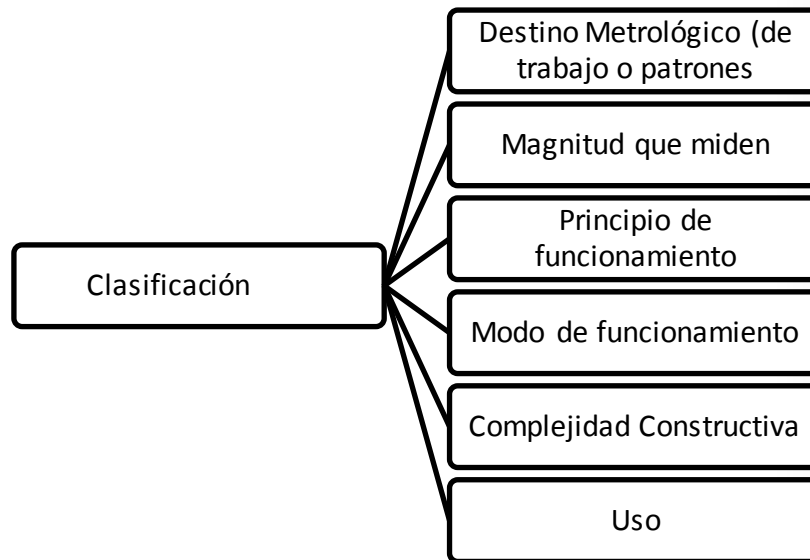 Destino Metrológico (de
trabajo o patrones
Magnitud que miden
Principio de
funcionamiento
Clasificación
Modo de funcionamiento
Complejidad Constructiva
Uso